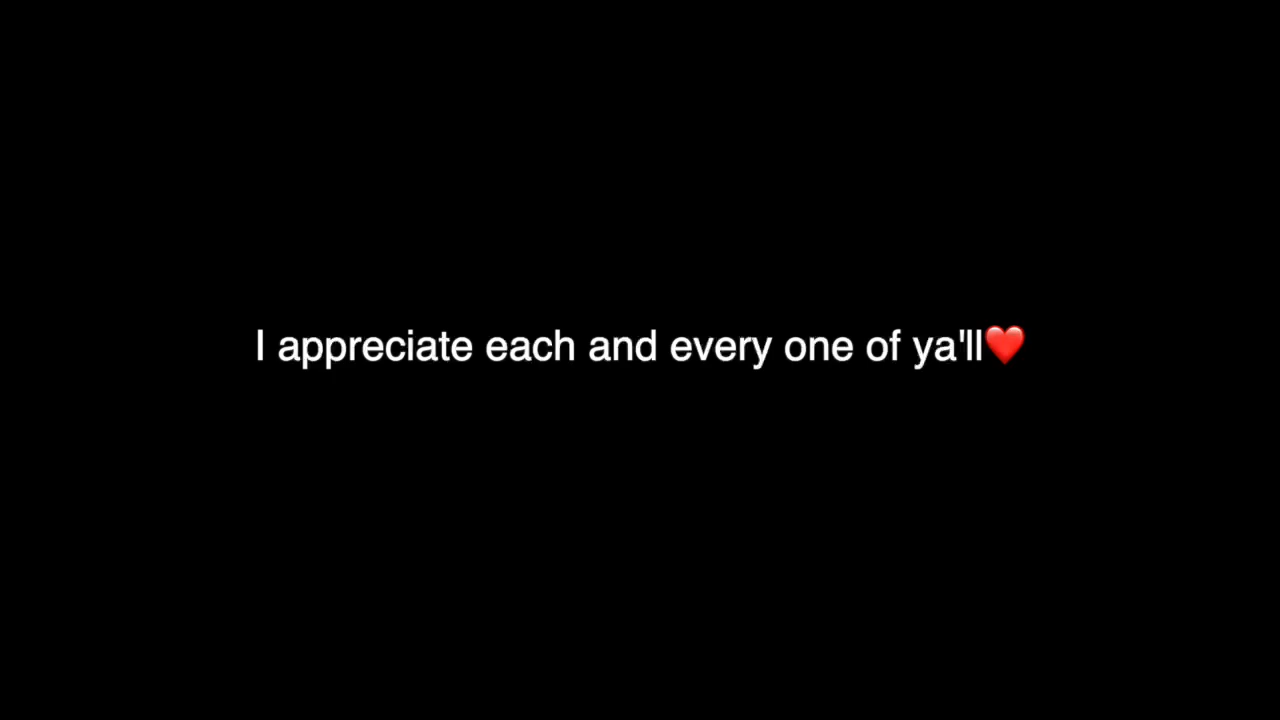 I appreciate each and every one of ya'll❤️